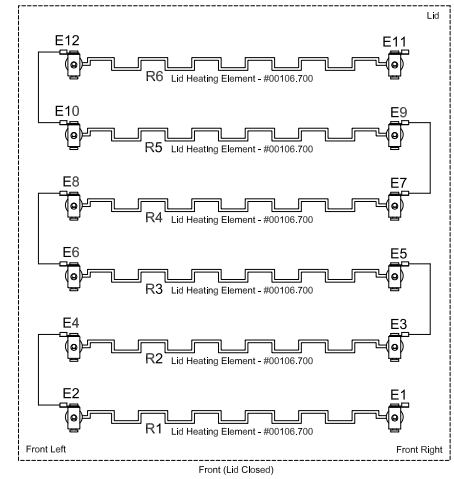 Lid
E12 E11
R6 Lid Heating Element - #00106.700
E10 E9
R5 Lid Heating Element - #00106.700
E8 E7
R4 Lid Heating Element - #00106.700
E6 E5
R3 Lid Heating Element - #00106.700
E4 E3
R2 Lid Heating Element - #00106.700
E2 E1
R1 Lid Heating Element - #00106.700
Front Left Front Right
Front (Lid Closed)